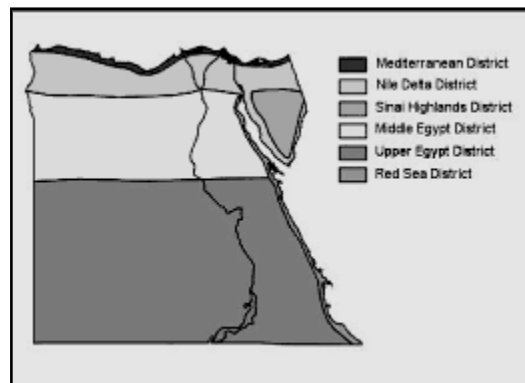 Mediterranean District
Nile Delta District
Sinai Highlands District
Middle Egypt District
Upper Egypt District
Red Sea District